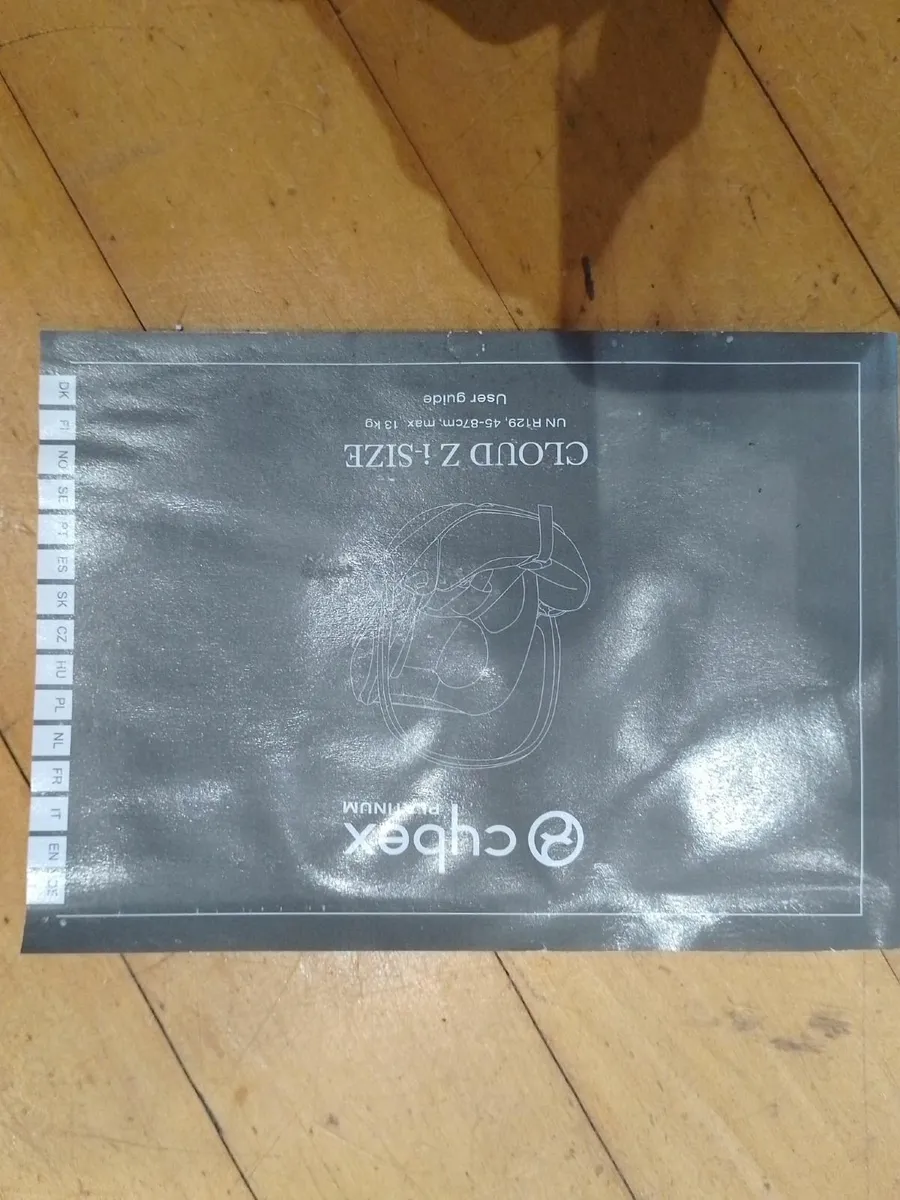 cybex
PLATINUM
CLOUD Z i-SIZE
UN R129, 45-87cm, max. 13 kg
User guide
DE
EN
IT
FR
NL
PL
HU
CZ
SK
ES
PT
SE
NO
FI
DK